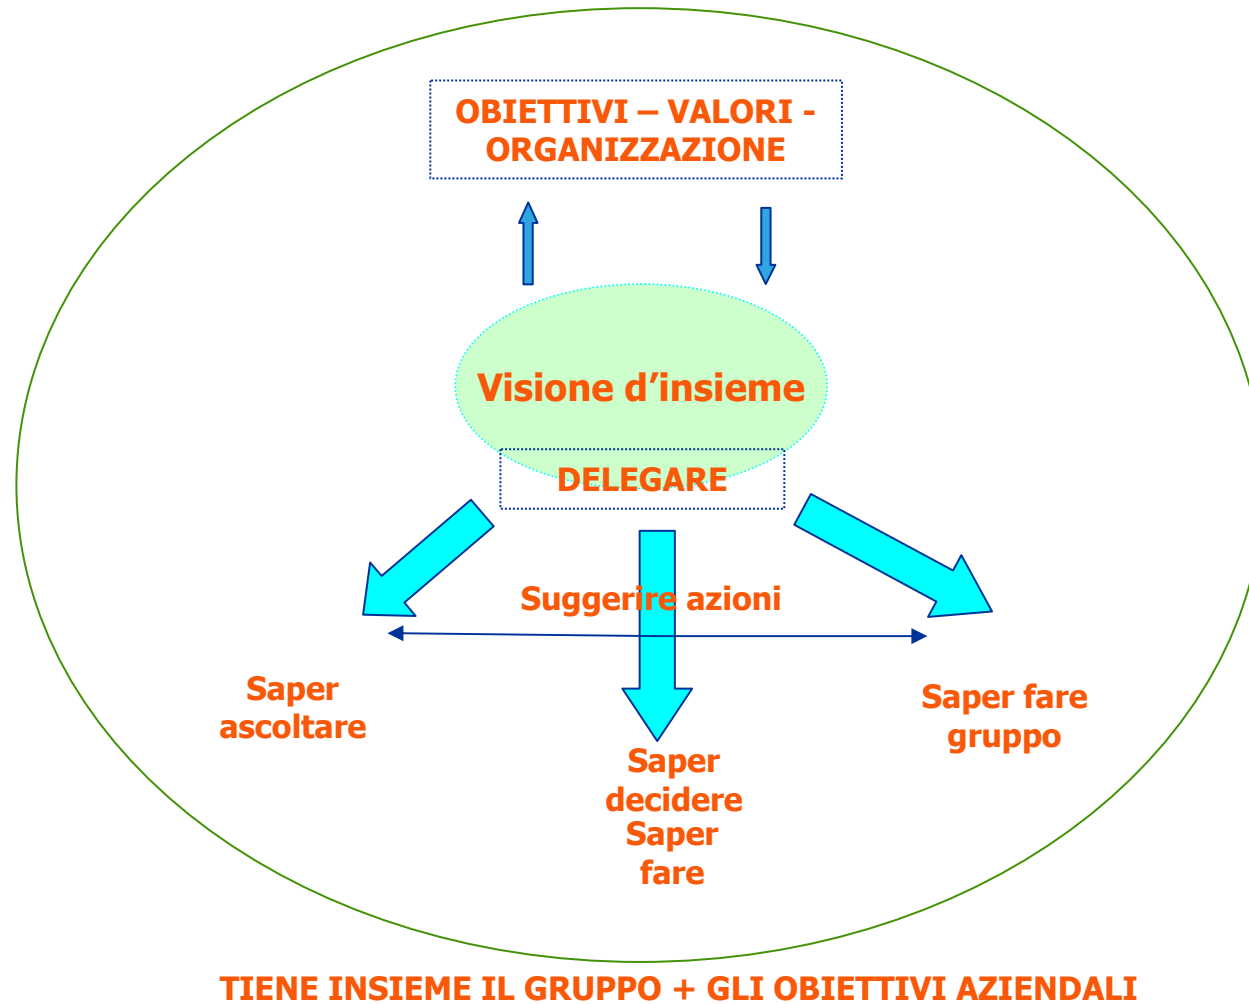 OBIETTIVI – VALORI -
ORGANIZZAZIONE
Visione d’insieme
DELEGARE
Suggerire azioni
Saper
ascoltare
Saper fare
gruppo
Saper
decidere
Saper
fare
TIENE INSIEME IL GRUPPO + GLI OBIETTIVI AZIENDALI